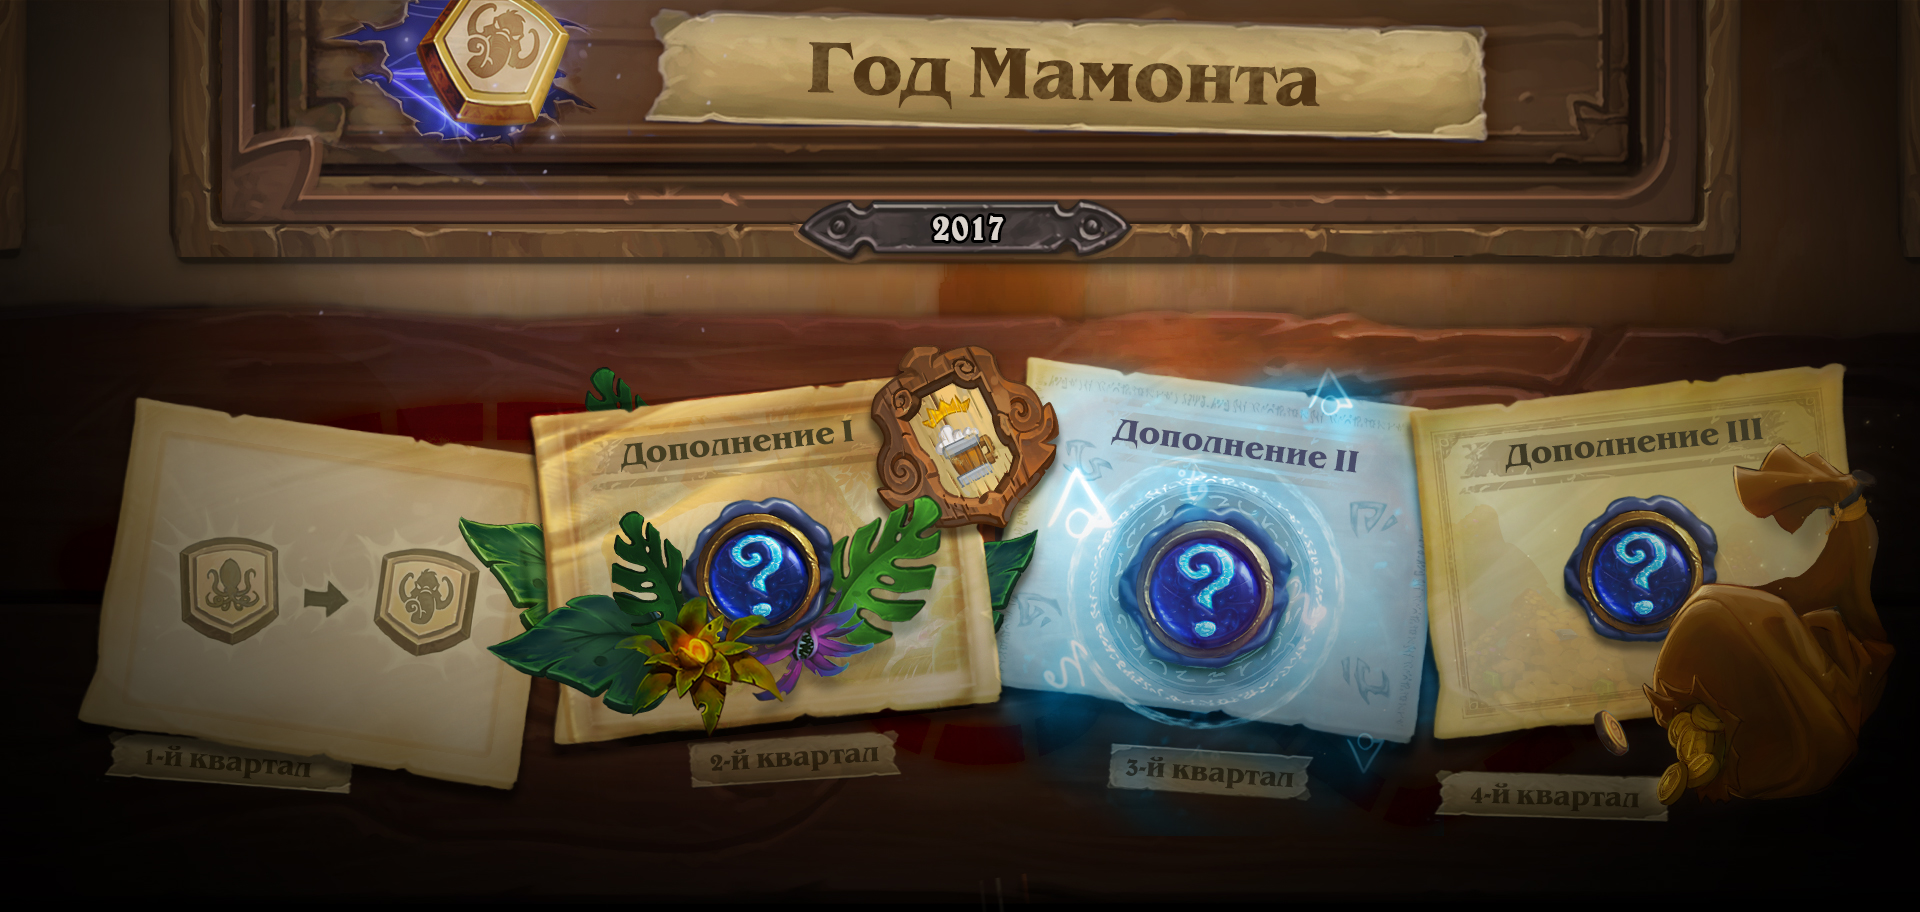 Год Мамонта
2017
Дополнение I
Дополнение II
Дополнение III
1-й квартал
2-й квартал
3-й квартал
4-й квартал